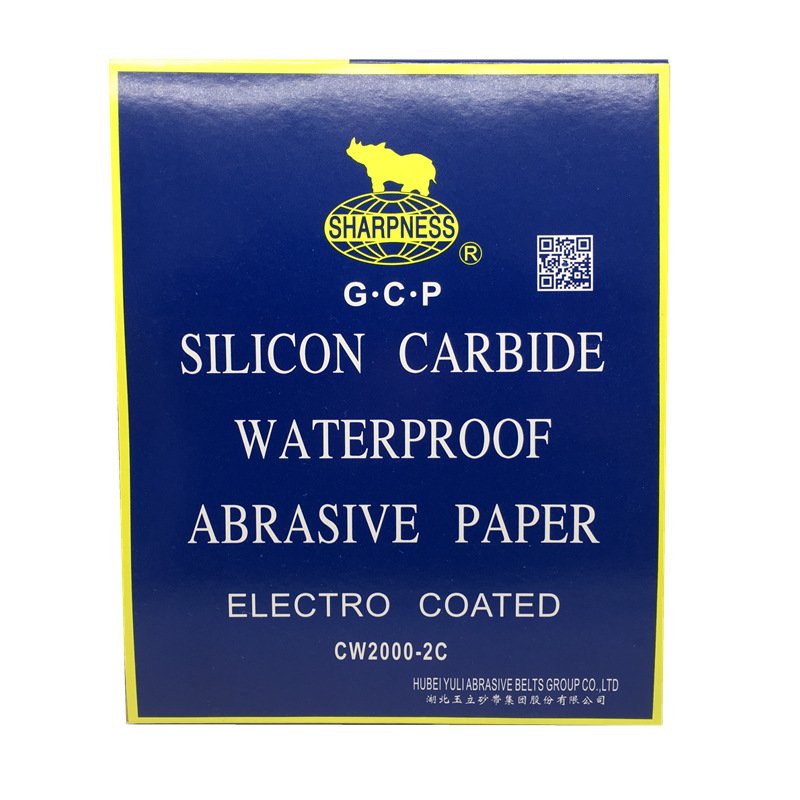 SHARPNESS
®
G·C·P
SILICON CARBIDE
WATERPROOF
ABRASIVE PAPER
ELECTRO COATED
CW2000-2C
HUBEI YULI ABRASIVE BELTS GROUP CO.,LTD
湖北玉立砂带集团股份有限公司